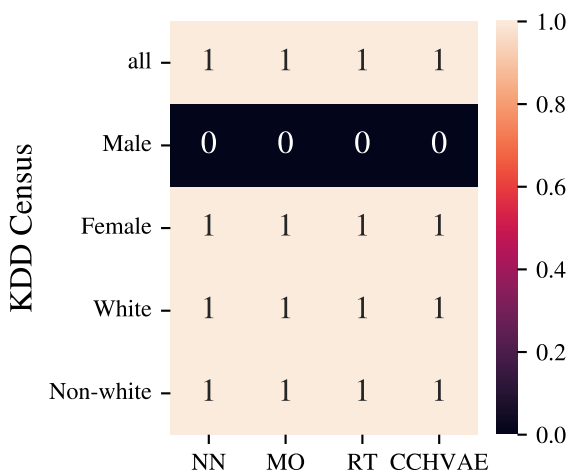 KDD Census
all 1 1 1 1
Male 0 0 0 0
Female 1 1 1 1
White 1 1 1 1
Non-white 1 1 1 1
NN MO RT CCHVAE
1.0
0.8
0.6
0.4
0.2
0.0